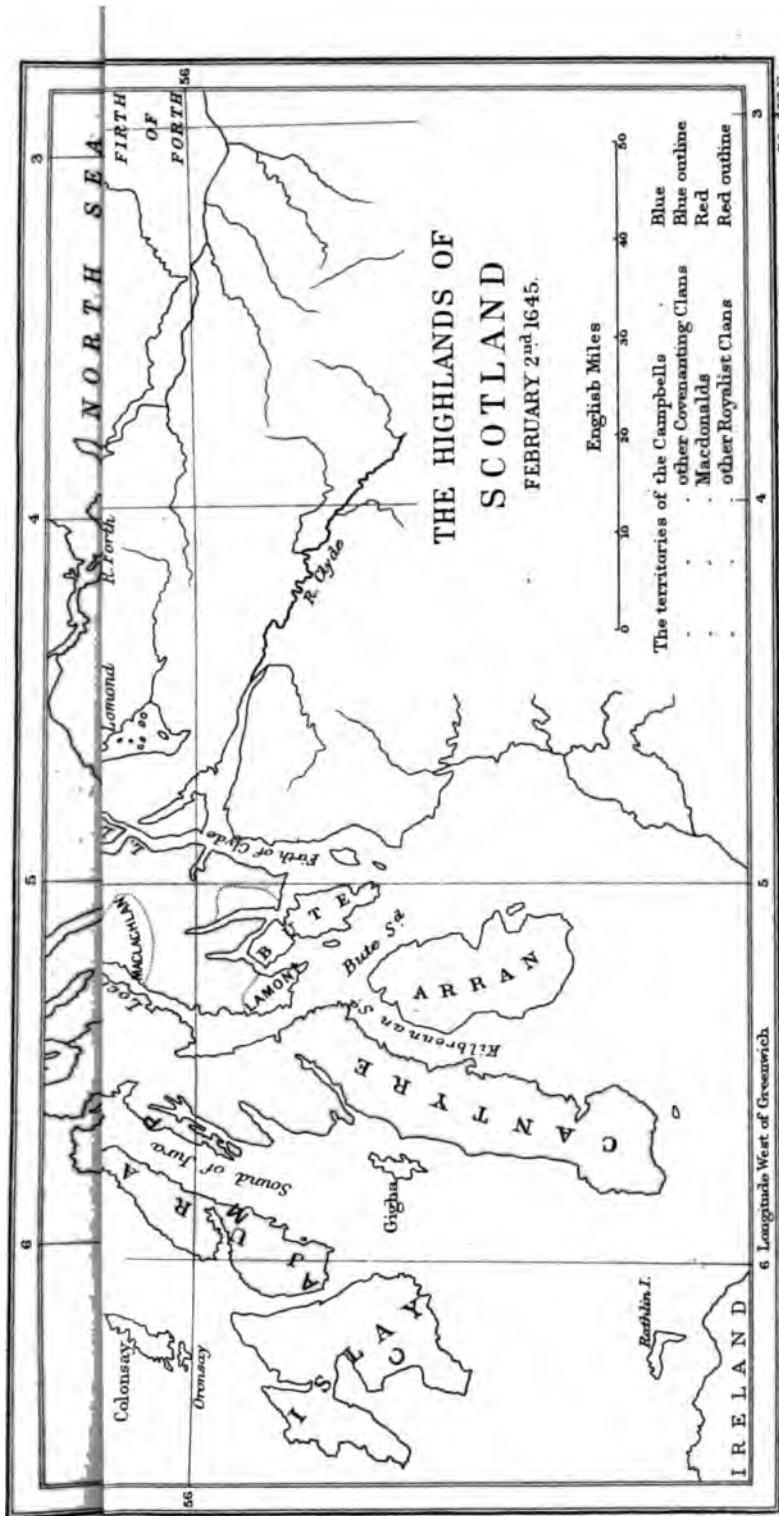 3
4
5
6
NORTH SEA
FIRTH
OF
FORTH
56
R. Forth
Lomond
R. Clyde
Firth of Clyde
L.
L.
MACLACHLAN
Loch
LAMONT
BUTE
Bute Sd
ARRAN
Kilbrennan Sd
CANTYRE
Sound of Jura
JURA
Gigha
ISLAY
Colonsay
Oronsay
56
Rathlin I.
IRELAND
THE HIGHLANDS OF
SCOTLAND
FEBRUARY 2nd 1645.
English Miles
0 10 20 30 40 50
The territories of the Campbells Blue
" other Covenanting Clans Blue outline
" Macdonalds Red
" other Royalist Clans Red outline
6 Longitude West of Greenwich 5 4 3